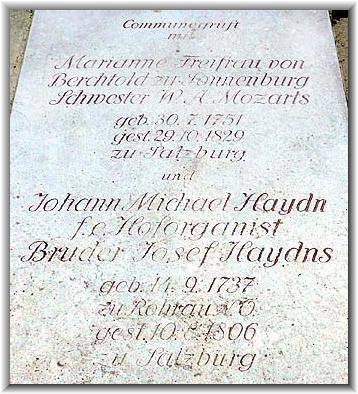 Communegruft
mit
Marianne Freifrau von
Berchtold zu Sonnenburg
Schwester W. A. Mozarts
geb. 30. 7. 1751
gest. 29. 10. 1829
zu Salzburg
und
Johann Michael Haydn
f. e. Hoforganist
Bruder Josef Haydns
geb. 14. 9. 1737
zu Rohrau N.Ö.
gest. 10. 8. 1806
zu Salzburg